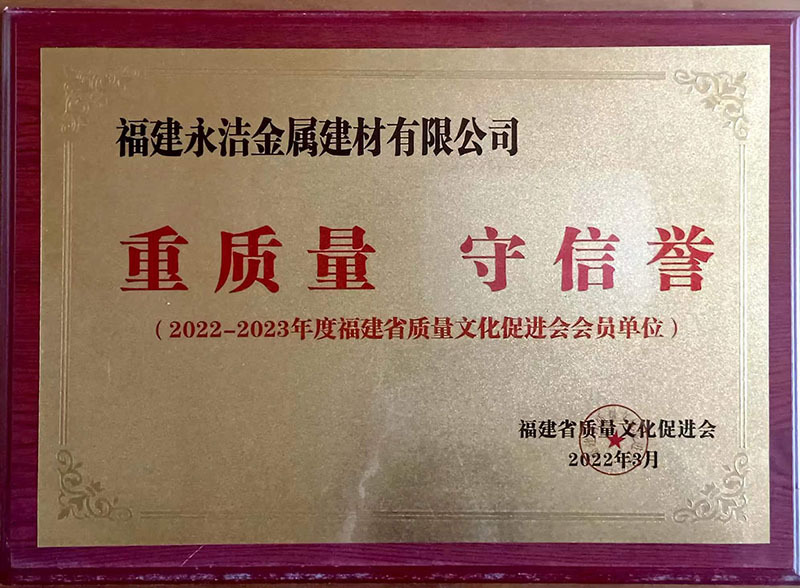 福建永洁金属建材有限公司
重质量 守信誉
（2022-2023年度福建省质量文化促进会会员单位）
福建省质量文化促进会
2022年3月